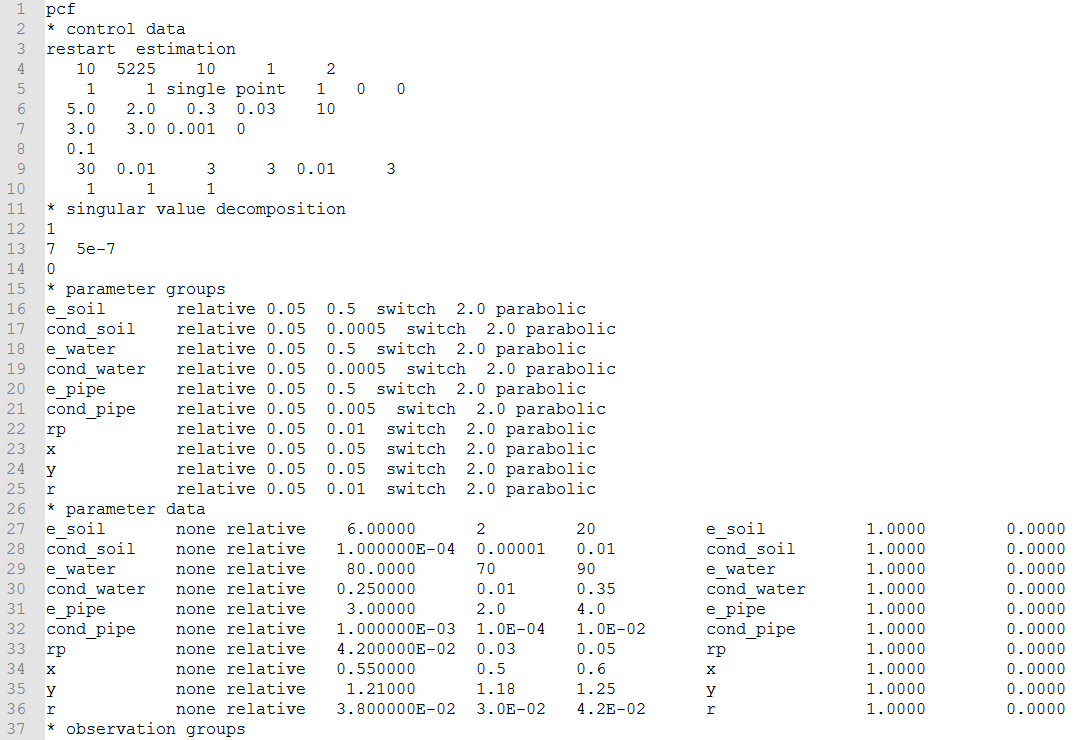 1 pcf
2 * control data
3 restart  estimation
4    10  5225    10     1     2
5     1     1 single point   1   0   0
6   5.0   2.0   0.3  0.03    10
7   3.0   3.0 0.001  0
8   0.1
9    30  0.01     3     3  0.01     3
10     1     1     1
11 * singular value decomposition
12 1
13 7  5e-7
14 0
15 * parameter groups
16 e_soil       relative 0.05  0.5  switch  2.0 parabolic
17 cond_soil    relative 0.05  0.0005  switch  2.0 parabolic
18 e_water      relative 0.05  0.5  switch  2.0 parabolic
19 cond_water   relative 0.05  0.0005  switch  2.0 parabolic
20 e_pipe       relative 0.05  0.5  switch  2.0 parabolic
21 cond_pipe    relative 0.05  0.005  switch  2.0 parabolic
22 rp           relative 0.05  0.01  switch  2.0 parabolic
23 x            relative 0.05  0.05  switch  2.0 parabolic
24 y            relative 0.05  0.05  switch  2.0 parabolic
25 r            relative 0.05  0.01  switch  2.0 parabolic
26 * parameter data
27 e_soil       none relative    6.00000      2         20           e_soil          1.0000        0.0000
28 cond_soil    none relative   1.000000E-04  0.00001   0.01         cond_soil       1.0000        0.0000
29 e_water      none relative    80.0000      70        90           e_water         1.0000        0.0000
30 cond_water   none relative   0.250000      0.01      0.35         cond_water      1.0000        0.0000
31 e_pipe       none relative    3.00000      2.0       4.0          e_pipe          1.0000        0.0000
32 cond_pipe    none relative   1.000000E-03  1.0E-04   1.0E-02      cond_pipe       1.0000        0.0000
33 rp           none relative   4.200000E-02  0.03      0.05         rp              1.0000        0.0000
34 x            none relative   0.550000      0.5       0.6          x               1.0000        0.0000
35 y            none relative    1.21000      1.18      1.25         y               1.0000        0.0000
36 r            none relative   3.800000E-02  3.0E-02   4.2E-02      r               1.0000        0.0000
37 * observation groups